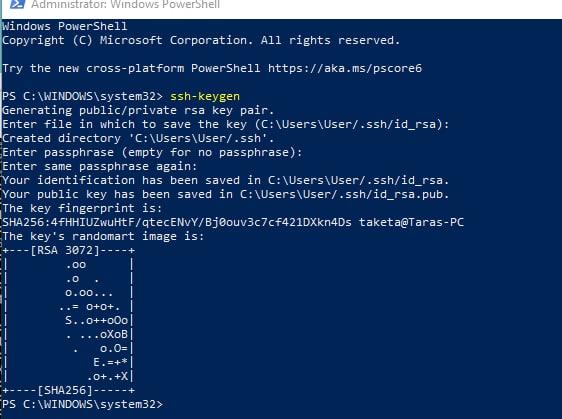 Administrator: Windows PowerShell
Windows PowerShell
Copyright (C) Microsoft Corporation. All rights reserved.
Try the new cross-platform PowerShell https://aka.ms/pscore6
PS C:\WINDOWS\system32> ssh-keygen
Generating public/private rsa key pair.
Enter file in which to save the key (C:\Users\User/.ssh/id_rsa):
Created directory 'C:\Users\User/.ssh'.
Enter passphrase (empty for no passphrase):
Enter same passphrase again:
Your identification has been saved in C:\Users\User/.ssh/id_rsa.
Your public key has been saved in C:\Users\User/.ssh/id_rsa.pub.
The key fingerprint is:
SHA256:4fHHIUZwuHtF/qtecENvY/Bj0ouv3c7cf421DXkn4Ds taketa@Taras-PC
The key's randomart image is:
+---[RSA 3072]----+
|       .oo       |
|       .o  .     |
|       o.oo...   |
|      ..= o+o+.  |
|       S..o++oOo|
|       . ...oXoB|
|        .   o.O=|
|           E.=+*|
|          .o+.+X|
+----[SHA256]-----+
PS C:\WINDOWS\system32>